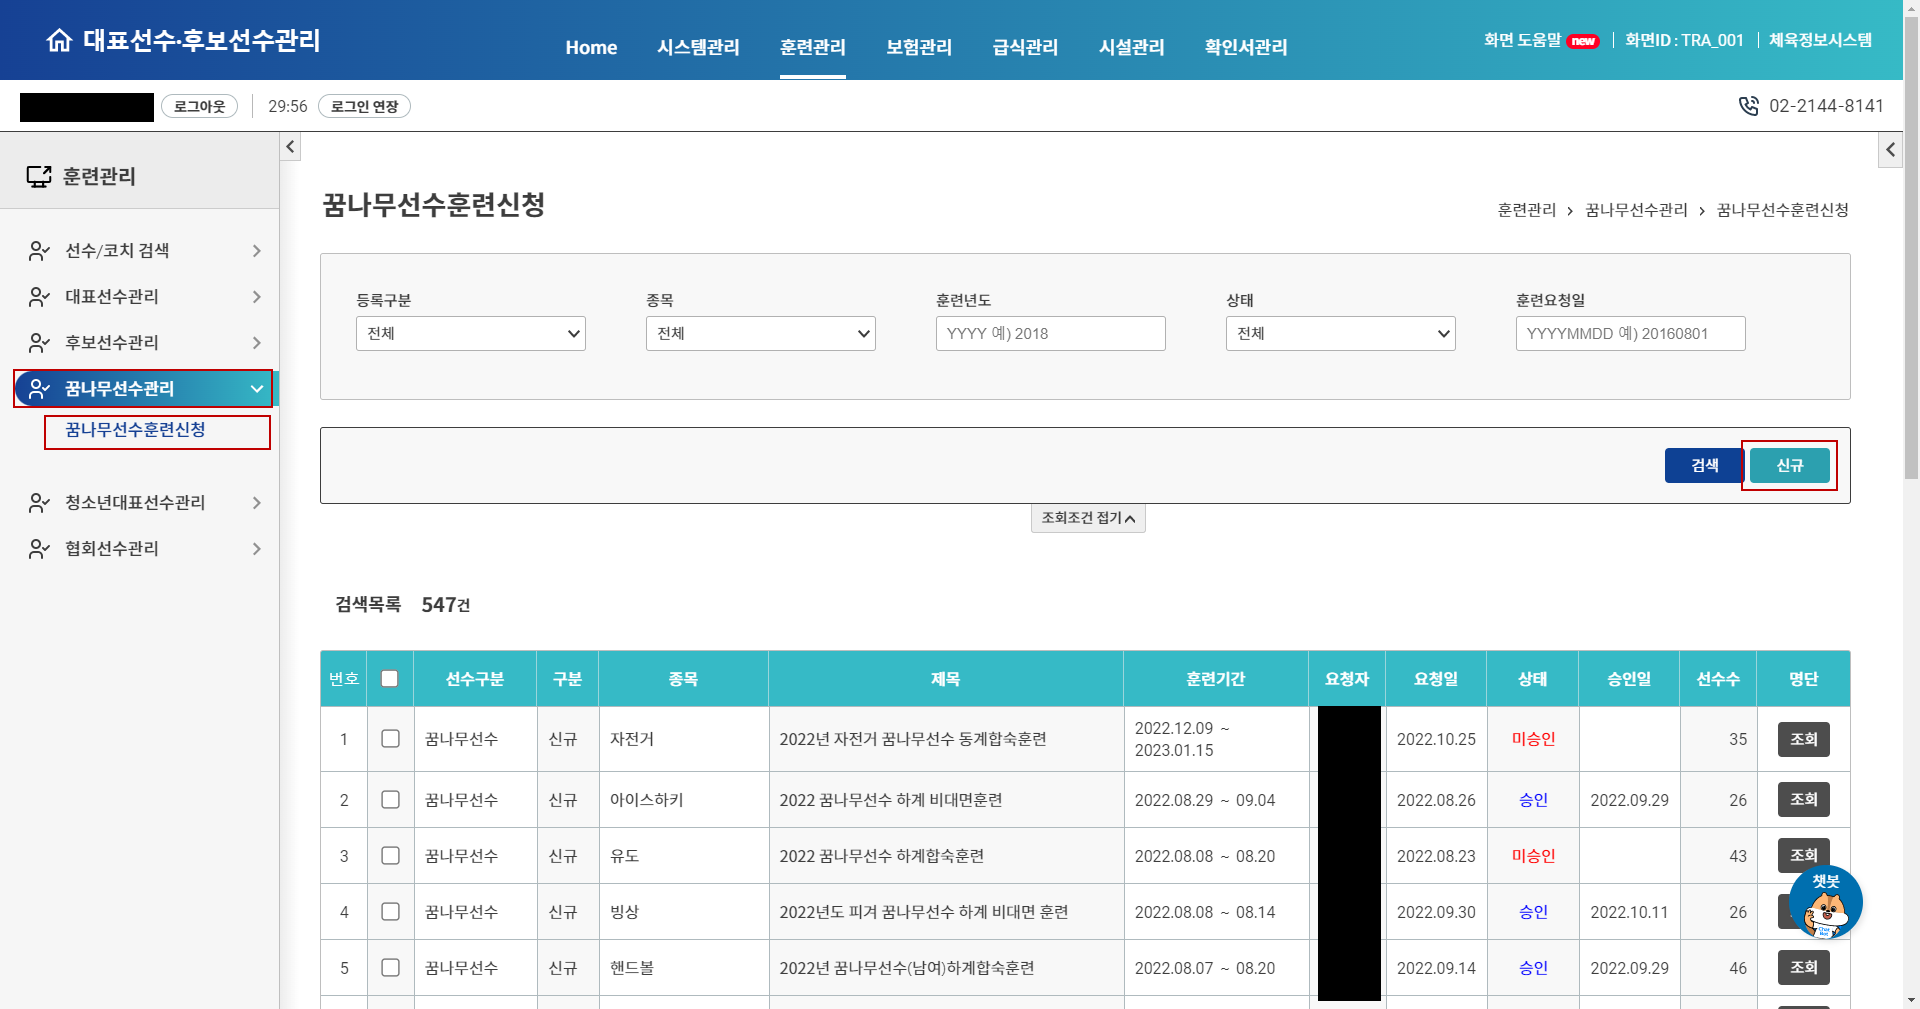 대표선수·후보선수관리
Home 시스템관리 훈련관리 보험관리 급식관리 시설관리 확인서관리
화면 도움말 new 화면ID : TRA_001 체육정보시스템
로그아웃 29:56 로그인 연장
02-2144-8141
훈련관리
선수/코치 검색
대표선수관리
후보선수관리
꿈나무선수관리
꿈나무선수훈련신청
청소년대표선수관리
협회선수관리
꿈나무선수훈련신청
훈련관리 > 꿈나무선수관리 > 꿈나무선수훈련신청
등록구분 종목 훈련년도 상태 훈련요청일
전체 전체 YYYY 예) 2018 전체 YYYYMMDD 예) 20160801
검색 신규
조회조건 접기
검색목록 547건
번호 선수구분 구분 종목 제목 훈련기간 요청자 요청일 상태 승인일 선수수 명단
1 꿈나무선수 신규 자전거 2022년 자전거 꿈나무선수 동계합숙훈련 2022.12.09 ~ 2023.01.15 2022.10.25 미승인 35 조회
2 꿈나무선수 신규 아이스하키 2022 꿈나무선수 하계 비대면훈련 2022.08.29 ~ 09.04 2022.08.26 승인 2022.09.29 26 조회
3 꿈나무선수 신규 유도 2022 꿈나무선수 하계합숙훈련 2022.08.08 ~ 08.20 2022.08.23 미승인 43 조회
4 꿈나무선수 신규 빙상 2022년도 피겨 꿈나무선수 하계 비대면 훈련 2022.08.08 ~ 08.14 2022.09.30 승인 2022.10.11 26
5 꿈나무선수 신규 핸드볼 2022년 꿈나무선수(남여)하계합숙훈련 2022.08.07 ~ 08.20 2022.09.14 승인 2022.09.29 46 조회
챗봇